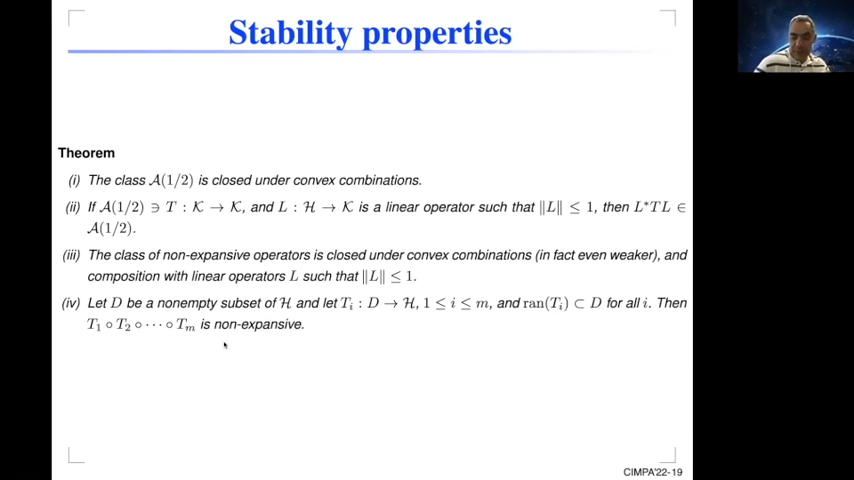 Stability properties
Theorem
(i) The class 𝒜(1/2) is closed under convex combinations.
(ii) If 𝒜(1/2) ∋ T : 𝒦 → 𝒦, and L : ℋ → 𝒦 is a linear operator such that ‖L‖ ≤ 1, then L*TL ∈
𝒜(1/2).
(iii) The class of non-expansive operators is closed under convex combinations (in fact even weaker), and
composition with linear operators L such that ‖L‖ ≤ 1.
(iv) Let D be a nonempty subset of ℋ and let Tᵢ : D → ℋ, 1 ≤ i ≤ m, and ran(Tᵢ) ⊂ D for all i. Then
T₁ ∘ T₂ ∘ ⋯ ∘ Tₘ is non-expansive.
CIMPA'22-19